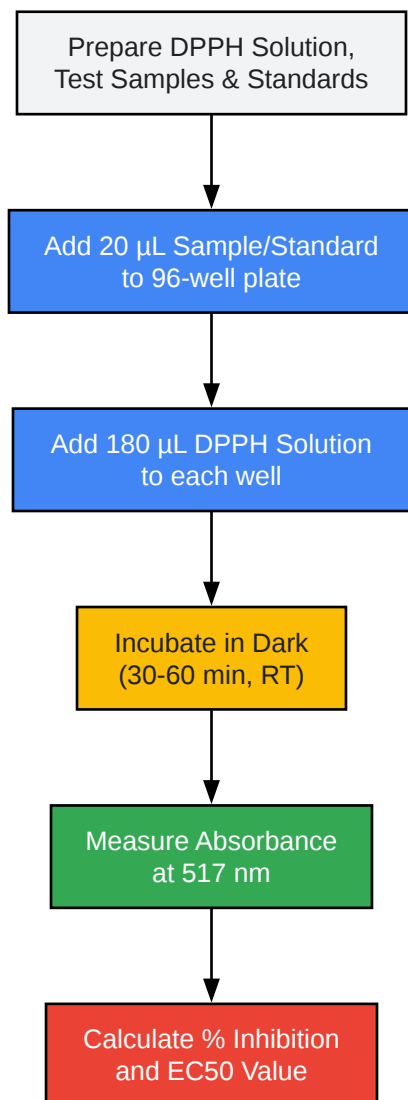 Prepare DPPH Solution,
Test Samples & Standards
Add 20 µL Sample/Standard
to 96-well plate
Add 180 µL DPPH Solution
to each well
Incubate in Dark
(30-60 min, RT)
Measure Absorbance
at 517 nm
Calculate % Inhibition
and EC50 Value